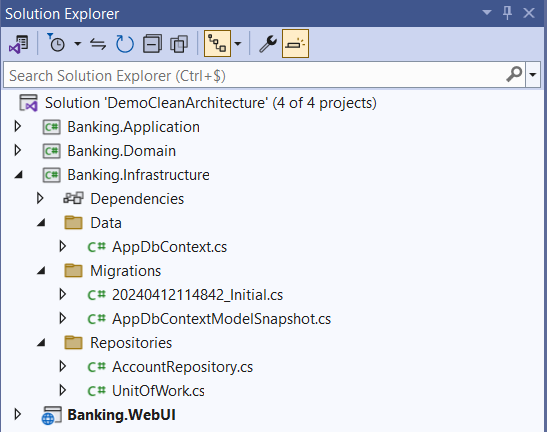 Solution Explorer
Search Solution Explorer (Ctrl+$)
Solution 'DemoCleanArchitecture' (4 of 4 projects)
C# Banking.Application
C# Banking.Domain
C# Banking.Infrastructure
Dependencies
Data
C# AppDbContext.cs
Migrations
C# 20240412114842_Initial.cs
C# AppDbContextModelSnapshot.cs
Repositories
C# AccountRepository.cs
C# UnitOfWork.cs
Banking.WebUI